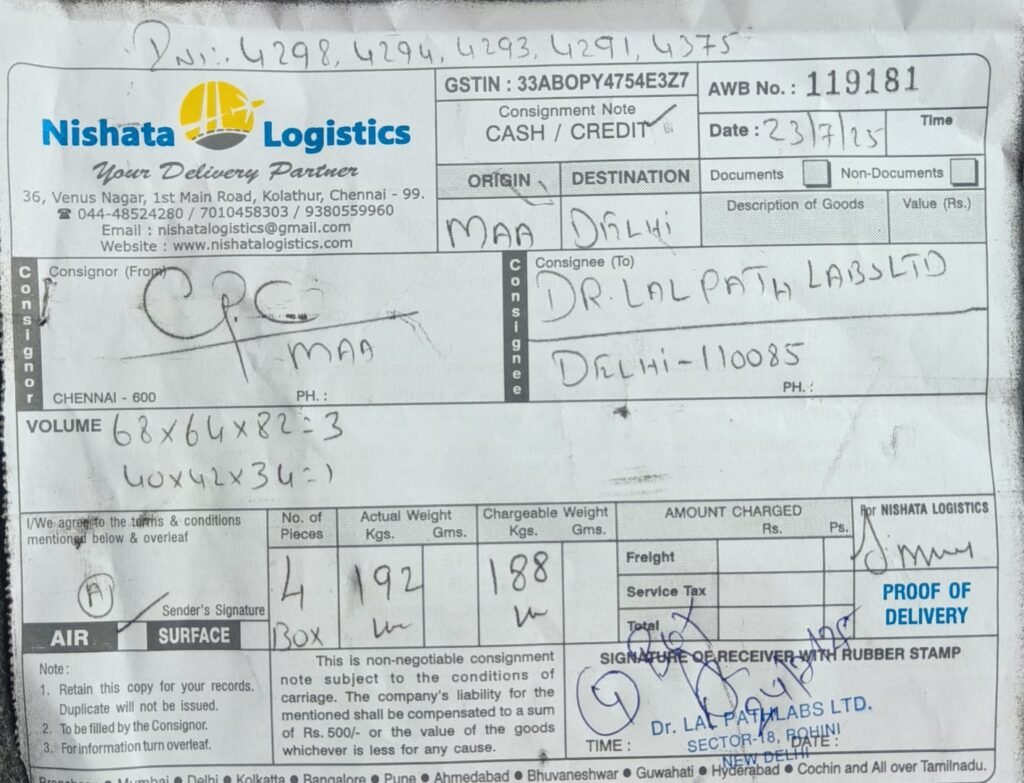 Dni:. 4298, 4294, 4293, 4291, 4375
Nishata Logistics
Your Delivery Partner
36, Venus Nagar, 1st Main Road, Kolathur, Chennai - 99.
☎ 044-48524280 / 7010458303 / 9380559960
Email : nishatalogistics@gmail.com
Website : www.nishatalogistics.com
GSTIN : 33ABOPY4754E3Z7
Consignment Note
CASH / CREDIT
AWB No. : 119181
Date : 23/7/25
Time
ORIGIN
DESTINATION
MAA
DELHI
Documents
Non-Documents
Description of Goods
Value (Rs.)
Consignor
Consignor (From)
CPC
MAA
CHENNAI - 600
PH. :
Consignee
Consignee (To)
DR. LAL PATH LABS LTD
DELHI-110085
PH. :
VOLUME 68x64x82=3
40x42x34=1
I/We agree to the terms & conditions
mentioned below & overleaf
A
Sender's Signature
AIR
SURFACE
No. of
Pieces
4
BOX
Actual Weight
Kgs. Gms.
192
Chargeable Weight
Kgs. Gms.
188
AMOUNT CHARGED
Rs. Ps.
Freight
Service Tax
Total
For NISHATA LOGISTICS
PROOF OF
DELIVERY
Note :
1. Retain this copy for your records.
Duplicate will not be issued.
2. To be filled by the Consignor.
3. For information turn overleaf.
This is non-negotiable consignment
note subject to the conditions of
carriage. The company's liability for the
mentioned shall be compensated to a sum
of Rs. 500/- or the value of the goods
whichever is less for any cause.
SIGNATURE OF RECEIVER WITH RUBBER STAMP
4 Box
Dr. LAL PATHLABS LTD.
SECTOR-18, ROHINI
NEW DELHI
TIME :
DATE :
Branches ● Mumbai ● Delhi ● Kolkatta ● Bangalore ● Pune ● Ahmedabad ● Bhuvaneshwar ● Guwahati ● Hyderabad ● Cochin and All over Tamilnadu.